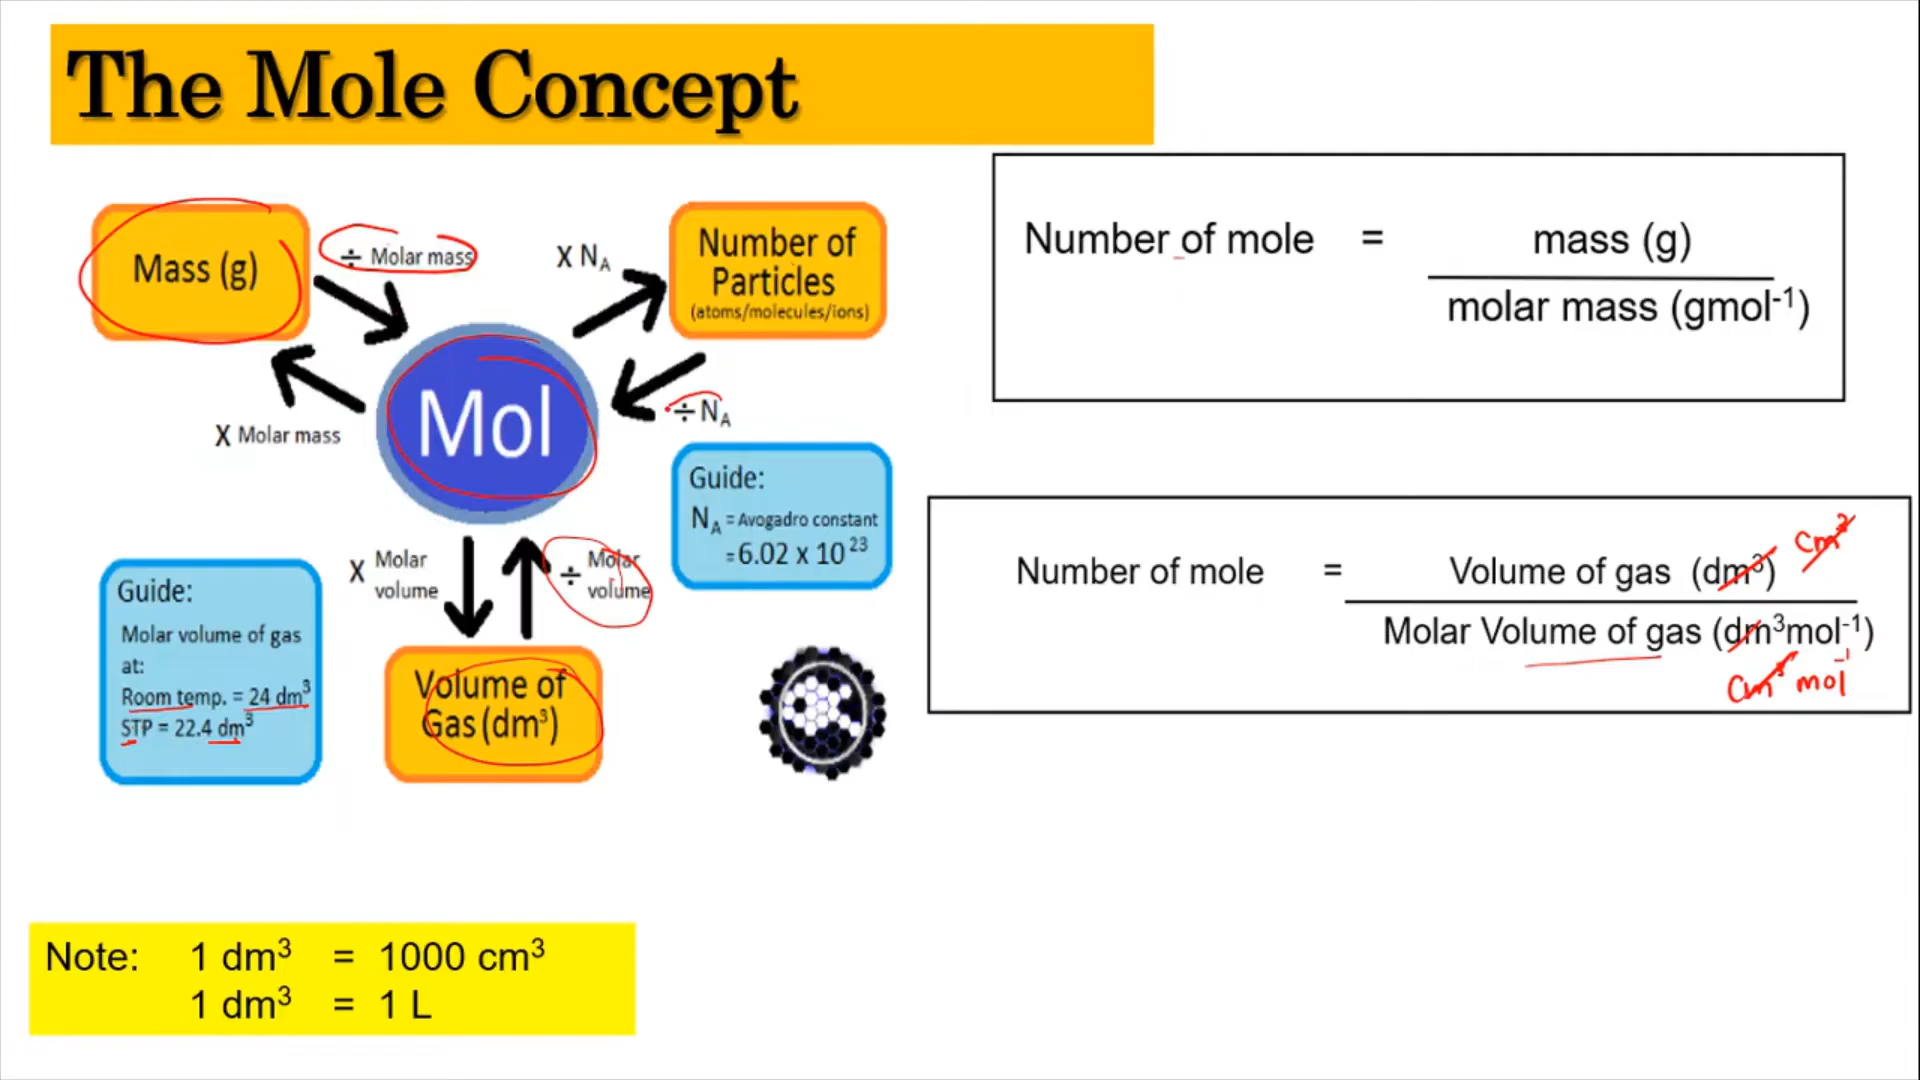 The Mole Concept
Mass (g)
÷ Molar mass
X N_A
Number of
Particles
(atoms/molecules/ions)
Mol
X Molar mass
÷ N_A
Guide:
N_A = Avogadro constant
= 6.02 x 10²³
X Molar
volume
÷ Molar
volume
Guide:
Molar volume of gas
at:
Room temp. = 24 dm³
STP = 22.4 dm³
Volume of
Gas (dm³)
Number of mole = mass (g)
molar mass (gmol⁻¹)
cm³
Number of mole = Volume of gas (dm³)
Molar Volume of gas (dm³mol⁻¹)
cm³ mol⁻¹
Note: 1 dm³ = 1000 cm³
1 dm³ = 1 L